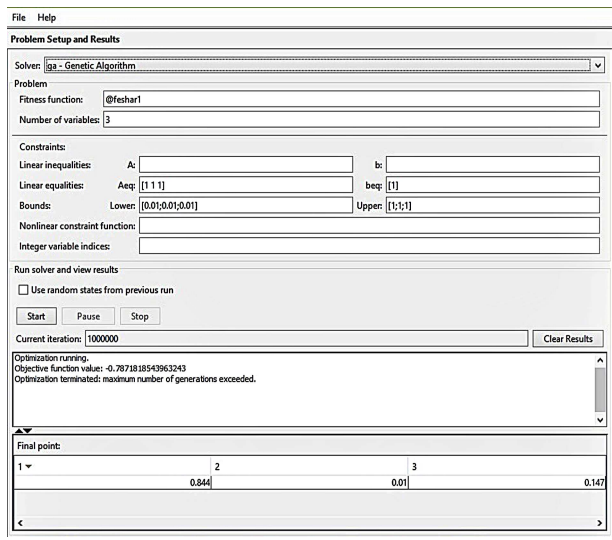 File Help
Problem Setup and Results
Solver: ga - Genetic Algorithm
Problem
Fitness function: @feshar1
Number of variables: 3
Constraints:
Linear inequalities: A: b:
Linear equalities: Aeq: [1 1 1] beq: [1]
Bounds: Lower: [0.01;0.01;0.01] Upper: [1;1;1]
Nonlinear constraint function:
Integer variable indices:
Run solver and view results
Use random states from previous run
Start Pause Stop
Current iteration: 1000000 Clear Results
Optimization running.
Objective function value: -0.7871818543963243
Optimization terminated: maximum number of generations exceeded.
Final point:
1 2 3
0.844 0.01 0.147